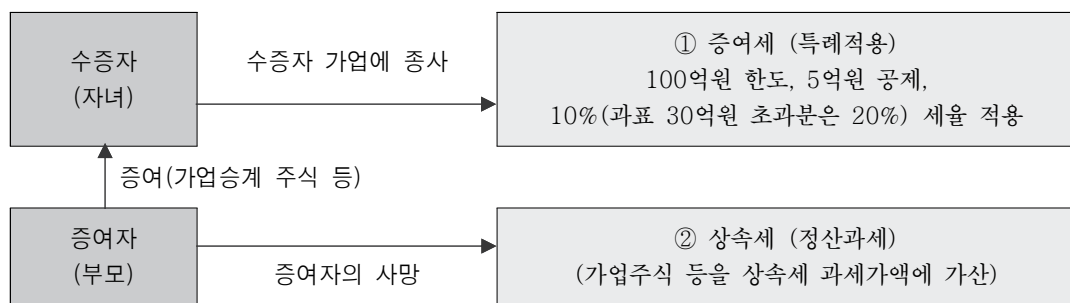 수증자
(자녀)
수증자 가업에 종사
① 증여세 (특례적용)
100억원 한도, 5억원 공제,
10%(과표 30억원 초과분은 20%) 세율 적용
증여(가업승계 주식 등)
증여자
(부모)
증여자의 사망
② 상속세 (정산과세)
(가업주식 등을 상속세 과세가액에 가산)